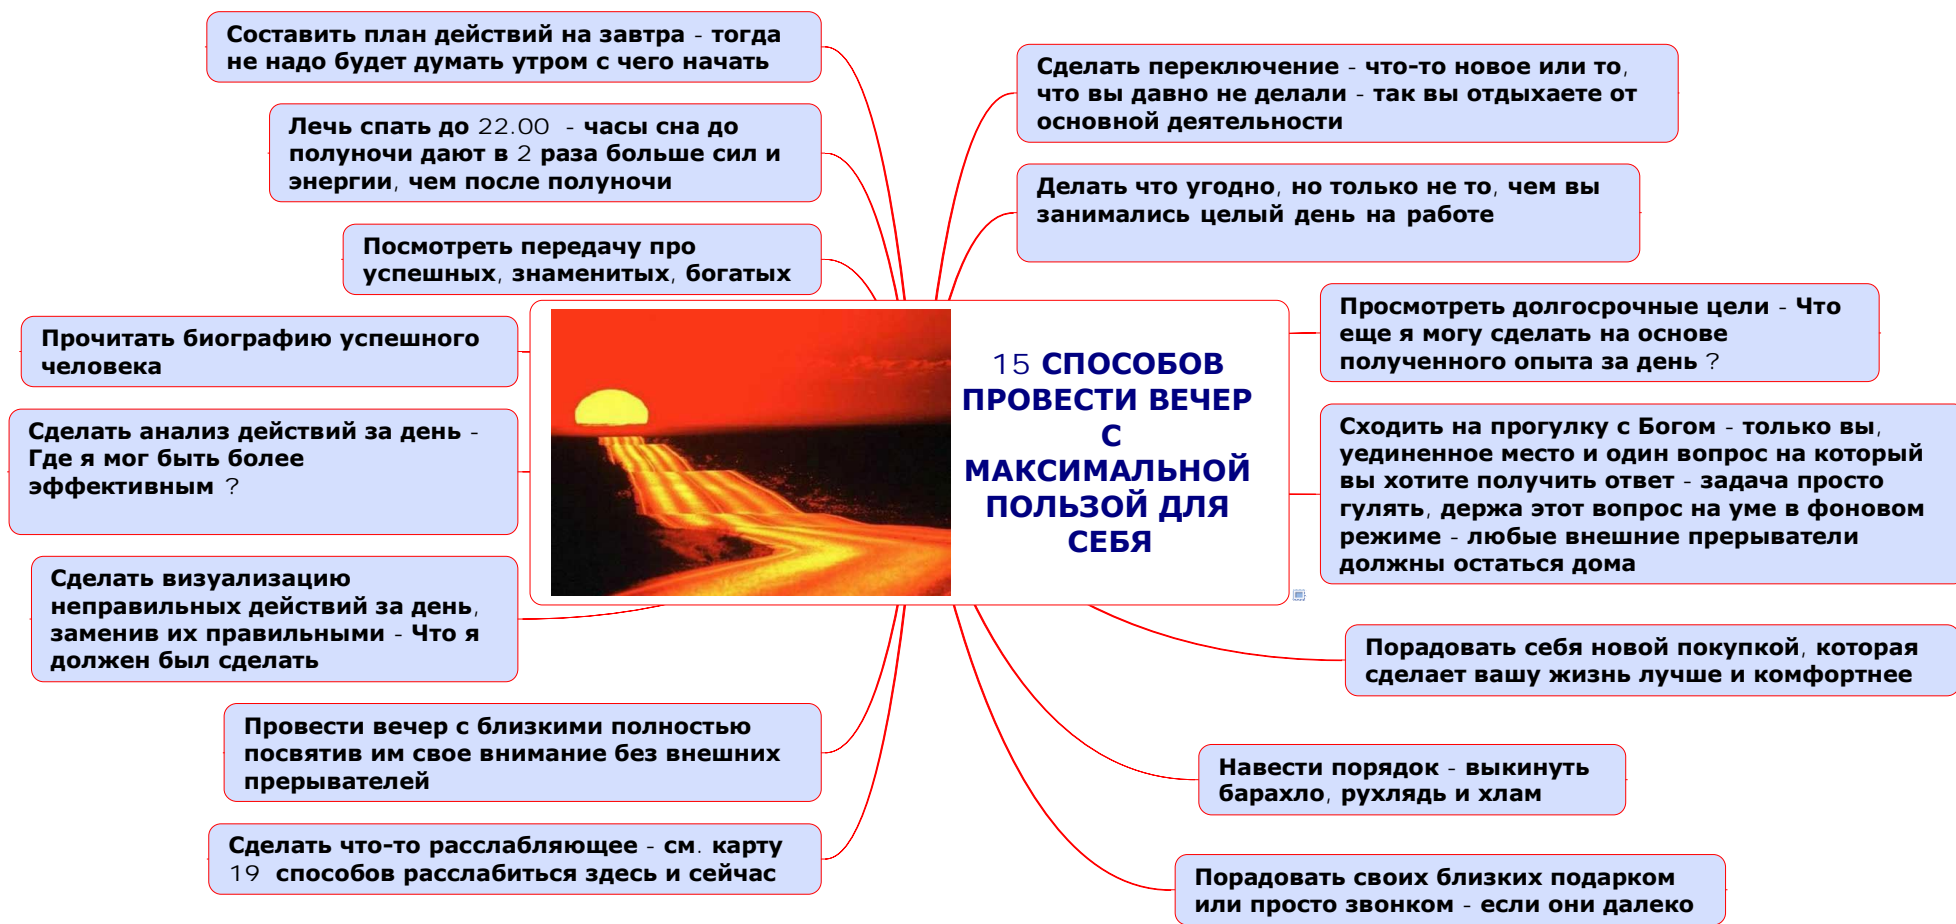 Составить план действий на завтра - тогда
не надо будет думать утром с чего начать
Лечь спать до 22.00 - часы сна до
полуночи дают в 2 раза больше сил и
энергии, чем после полуночи
Посмотреть передачу про
успешных, знаменитых, богатых
Прочитать биографию успешного
человека
Сделать анализ действий за день -
Где я мог быть более
эффективным ?
Сделать визуализацию
неправильных действий за день,
заменив их правильными - Что я
должен был сделать
Провести вечер с близкими полностью
посвятив им свое внимание без внешних
прерывателей
Сделать что-то расслабляющее - см. карту
19 способов расслабиться здесь и сейчас
15 СПОСОБОВ
ПРОВЕСТИ ВЕЧЕР
С
МАКСИМАЛЬНОЙ
ПОЛЬЗОЙ ДЛЯ
СЕБЯ
Сделать переключение - что-то новое или то,
что вы давно не делали - так вы отдыхаете от
основной деятельности
Делать что угодно, но только не то, чем вы
занимались целый день на работе
Просмотреть долгосрочные цели - Что
еще я могу сделать на основе
полученного опыта за день ?
Сходить на прогулку с Богом - только вы,
уединенное место и один вопрос на который
вы хотите получить ответ - задача просто
гулять, держа этот вопрос на уме в фоновом
режиме - любые внешние прерыватели
должны остаться дома
Порадовать себя новой покупкой, которая
сделает вашу жизнь лучше и комфортнее
Навести порядок - выкинуть
барахло, рухлядь и хлам
Порадовать своих близких подарком
или просто звонком - если они далеко